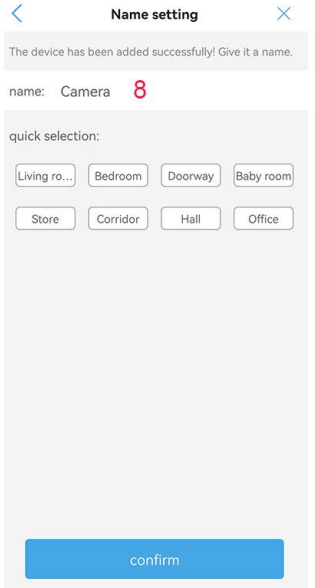 Name setting
The device has been added successfully! Give it a name.
name: Camera 8
quick selection:
Living ro... Bedroom Doorway Baby room
Store Corridor Hall Office
confirm